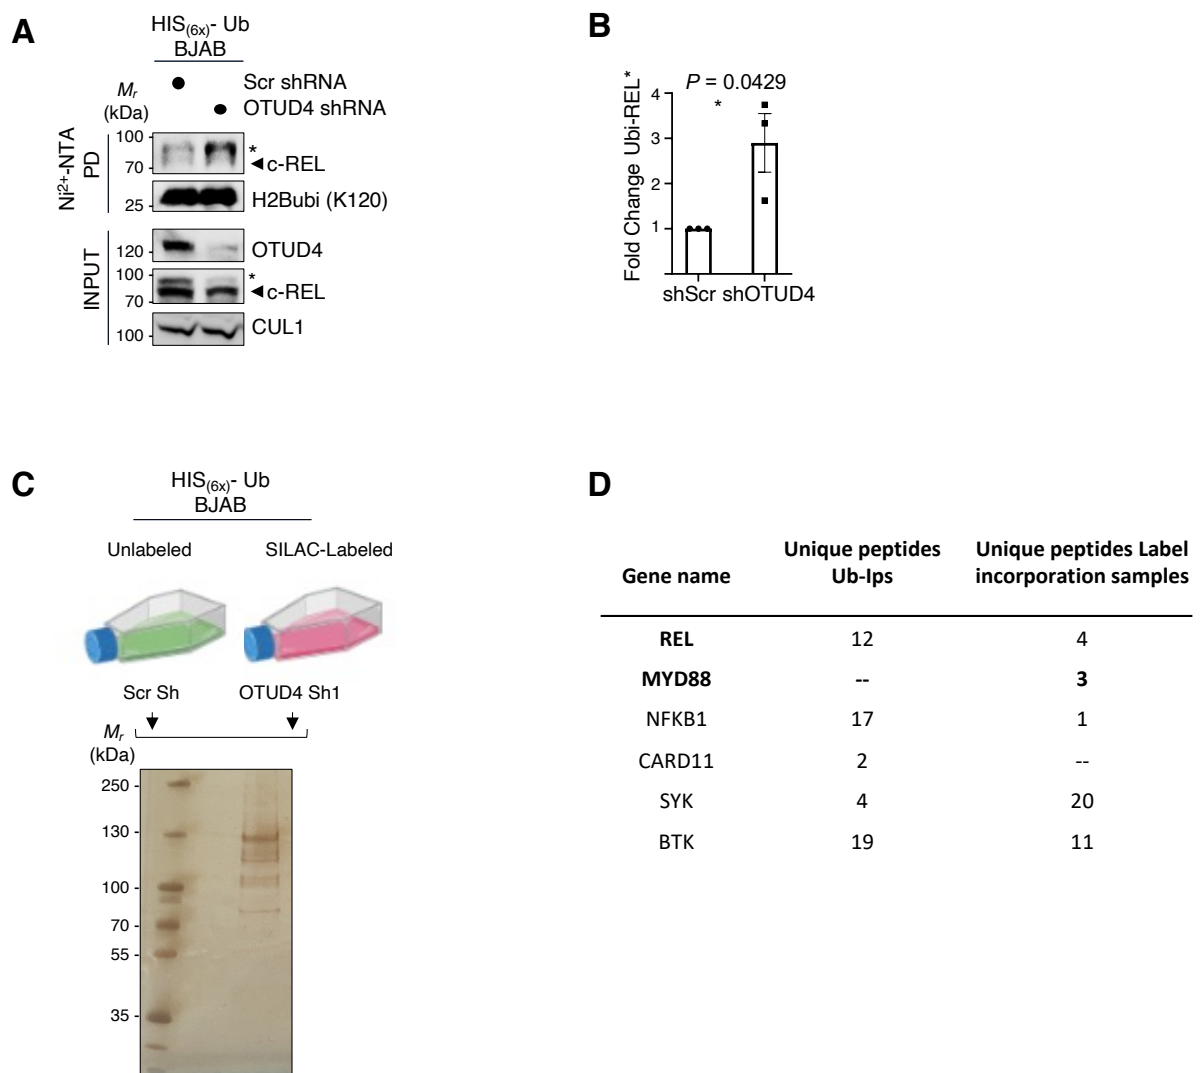 A
HIS(6x)- Ub
BJAB
Mr
(kDa)
Scr shRNA
OTUD4 shRNA
Ni2+-NTA
PD
100
70
*
c-REL
25
H2Bubi (K120)
INPUT
120
OTUD4
100
70
*
c-REL
100
CUL1
B
P = 0.0429
*
Fold Change Ubi-REL*
4
3
2
1
shScr shOTUD4
C
HIS(6x)- Ub
BJAB
Unlabeled SILAC-Labeled
Scr Sh OTUD4 Sh1
Mr
(kDa)
250
130
100
70
55
35
D
Gene name Unique peptides Ub-Ips Unique peptides Label incorporation samples
REL 12 4
MYD88 -- 3
NFKB1 17 1
CARD11 2 --
SYK 4 20
BTK 19 11